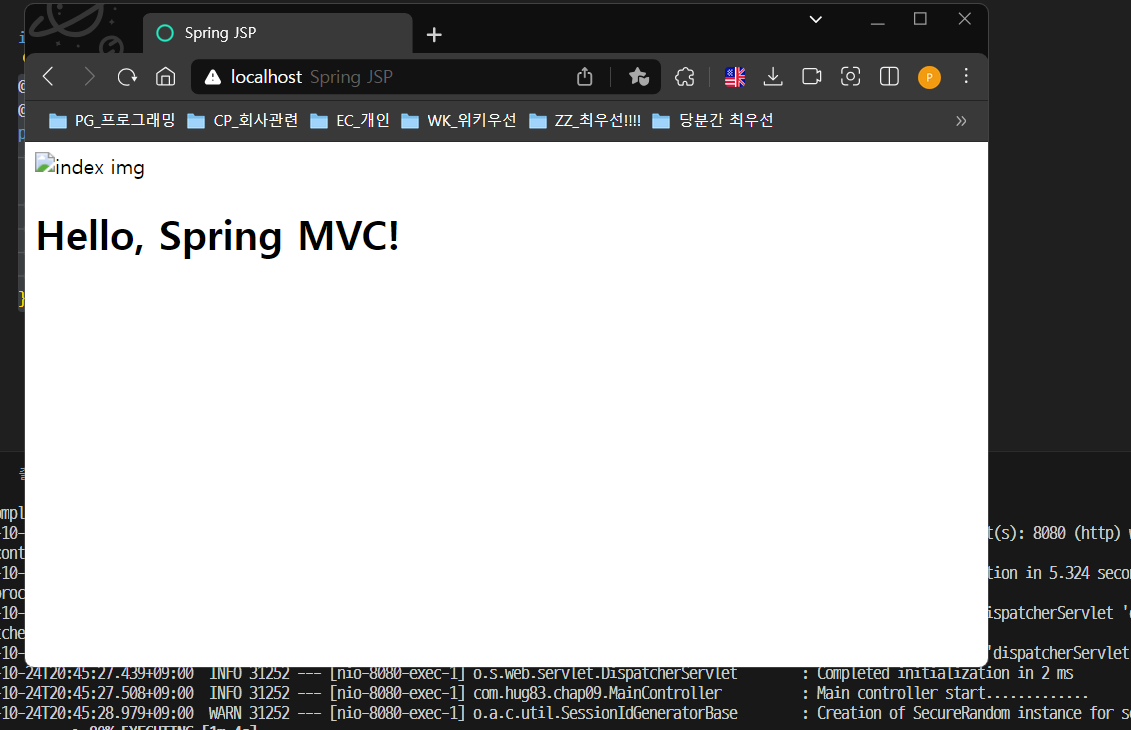 Spring JSP
localhost Spring JSP
PG_프로그래밍 CP_회사관련 EC_개인 WK_위키우선 ZZ_최우선!!!! 당분간 최우선
P
index img
Hello, Spring MVC!
t(s): 8080 (http)
tion in 5.324
ispatcherServlet
'dispatcherServlet
-10-24T20:45:27.439+09:00 INFO 31252 --- [nio-8080-exec-1] o.s.web.servlet.DispatcherServlet : Completed initialization in 2 ms
-10-24T20:45:27.508+09:00 INFO 31252 --- [nio-8080-exec-1] com.hug83.chap09.MainController : Main controller start.............
-10-24T20:45:28.979+09:00 WARN 31252 --- [nio-8080-exec-1] o.a.c.util.SessionIdGeneratorBase : Creation of SecureRandom instance for